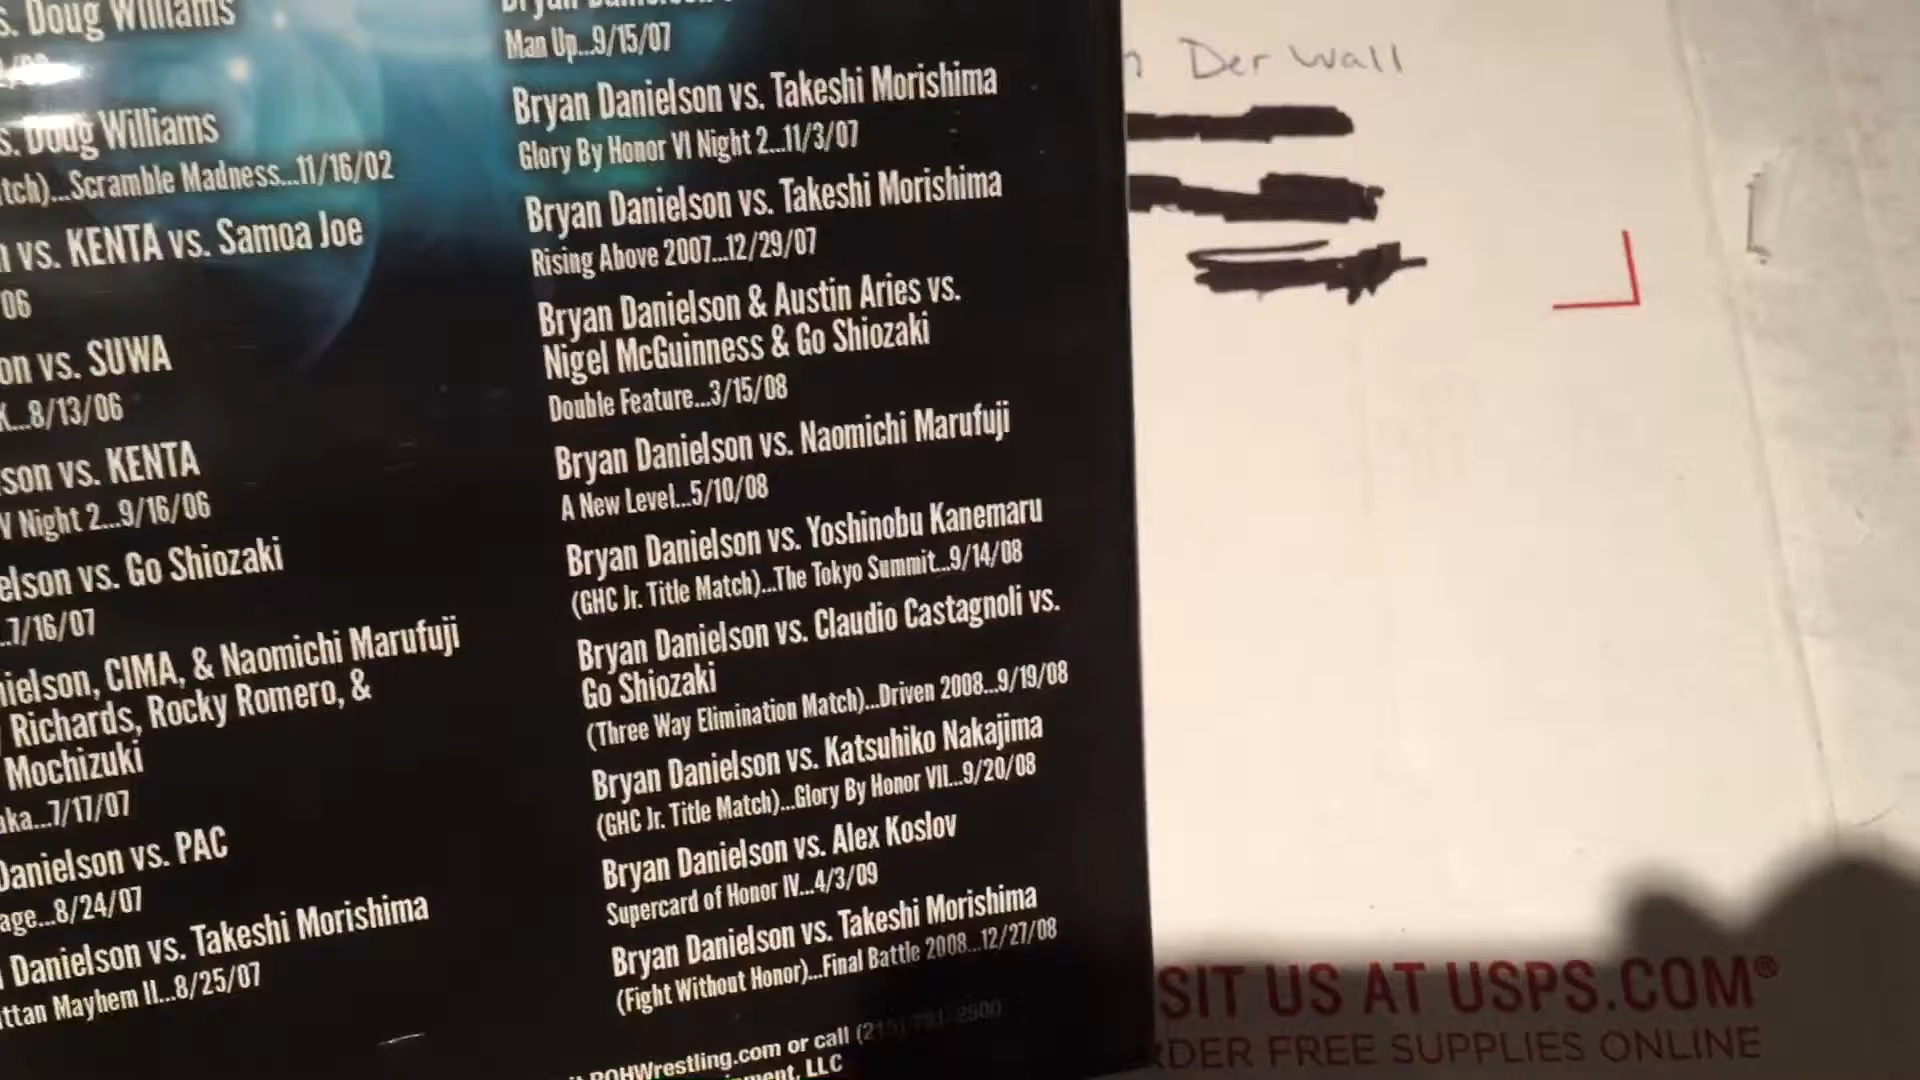 s. Doug Williams
s. Doug Williams
tch)...Scramble Madness...11/16/02
vs. KENTA vs. Samoa Joe
06
on vs. SUWA
K...8/13/06
son vs. KENTA
V Night 2...9/16/06
elson vs. Go Shiozaki
..7/16/07
nielson, CIMA, & Naomichi Marufuji
Richards, Rocky Romero, &
Mochizuki
aka...7/17/07
Danielson vs. PAC
age...8/24/07
Danielson vs. Takeshi Morishima
ttan Mayhem II...8/25/07
Bryan Danielson
Man Up...9/15/07
Bryan Danielson vs. Takeshi Morishima
Glory By Honor VI Night 2...11/3/07
Bryan Danielson vs. Takeshi Morishima
Rising Above 2007...12/29/07
Bryan Danielson & Austin Aries vs.
Nigel McGuinness & Go Shiozaki
Double Feature...3/15/08
Bryan Danielson vs. Naomichi Marufuji
A New Level...5/10/08
Bryan Danielson vs. Yoshinobu Kanemaru
(GHC Jr. Title Match)...The Tokyo Summit...9/14/08
Bryan Danielson vs. Claudio Castagnoli vs.
Go Shiozaki
(Three Way Elimination Match)...Driven 2008...9/19/08
Bryan Danielson vs. Katsuhiko Nakajima
(GHC Jr. Title Match)...Glory By Honor VII...9/20/08
Bryan Danielson vs. Alex Koslov
Supercard of Honor IV...4/3/09
Bryan Danielson vs. Takeshi Morishima
(Fight Without Honor)...Final Battle 2008...12/27/08
ROHWrestling.com or call
LLC
n Der Wall
SIT US AT USPS.COM®
RDER FREE SUPPLIES ONLINE